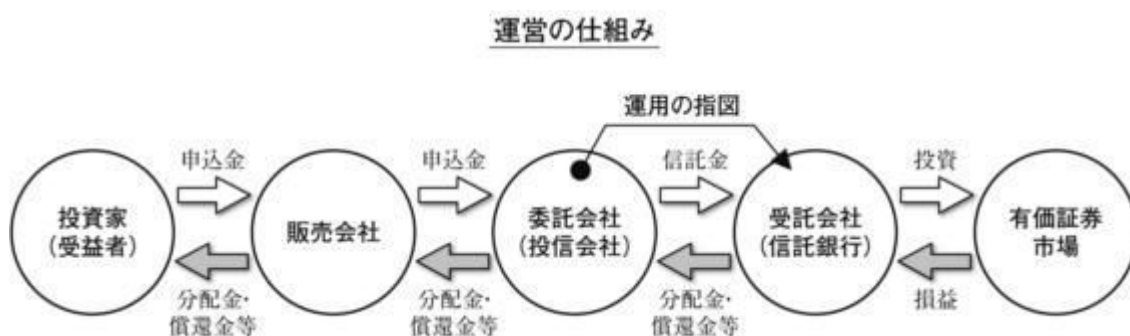 運営の仕組み
運用の指図
申込金
申込金
信託金
投資
投資家
(受益者)
販売会社
委託会社
(投信会社)
受託会社
(信託銀行)
有価証券
市場
分配金・
償還金等
分配金・
償還金等
分配金・
償還金等
損益